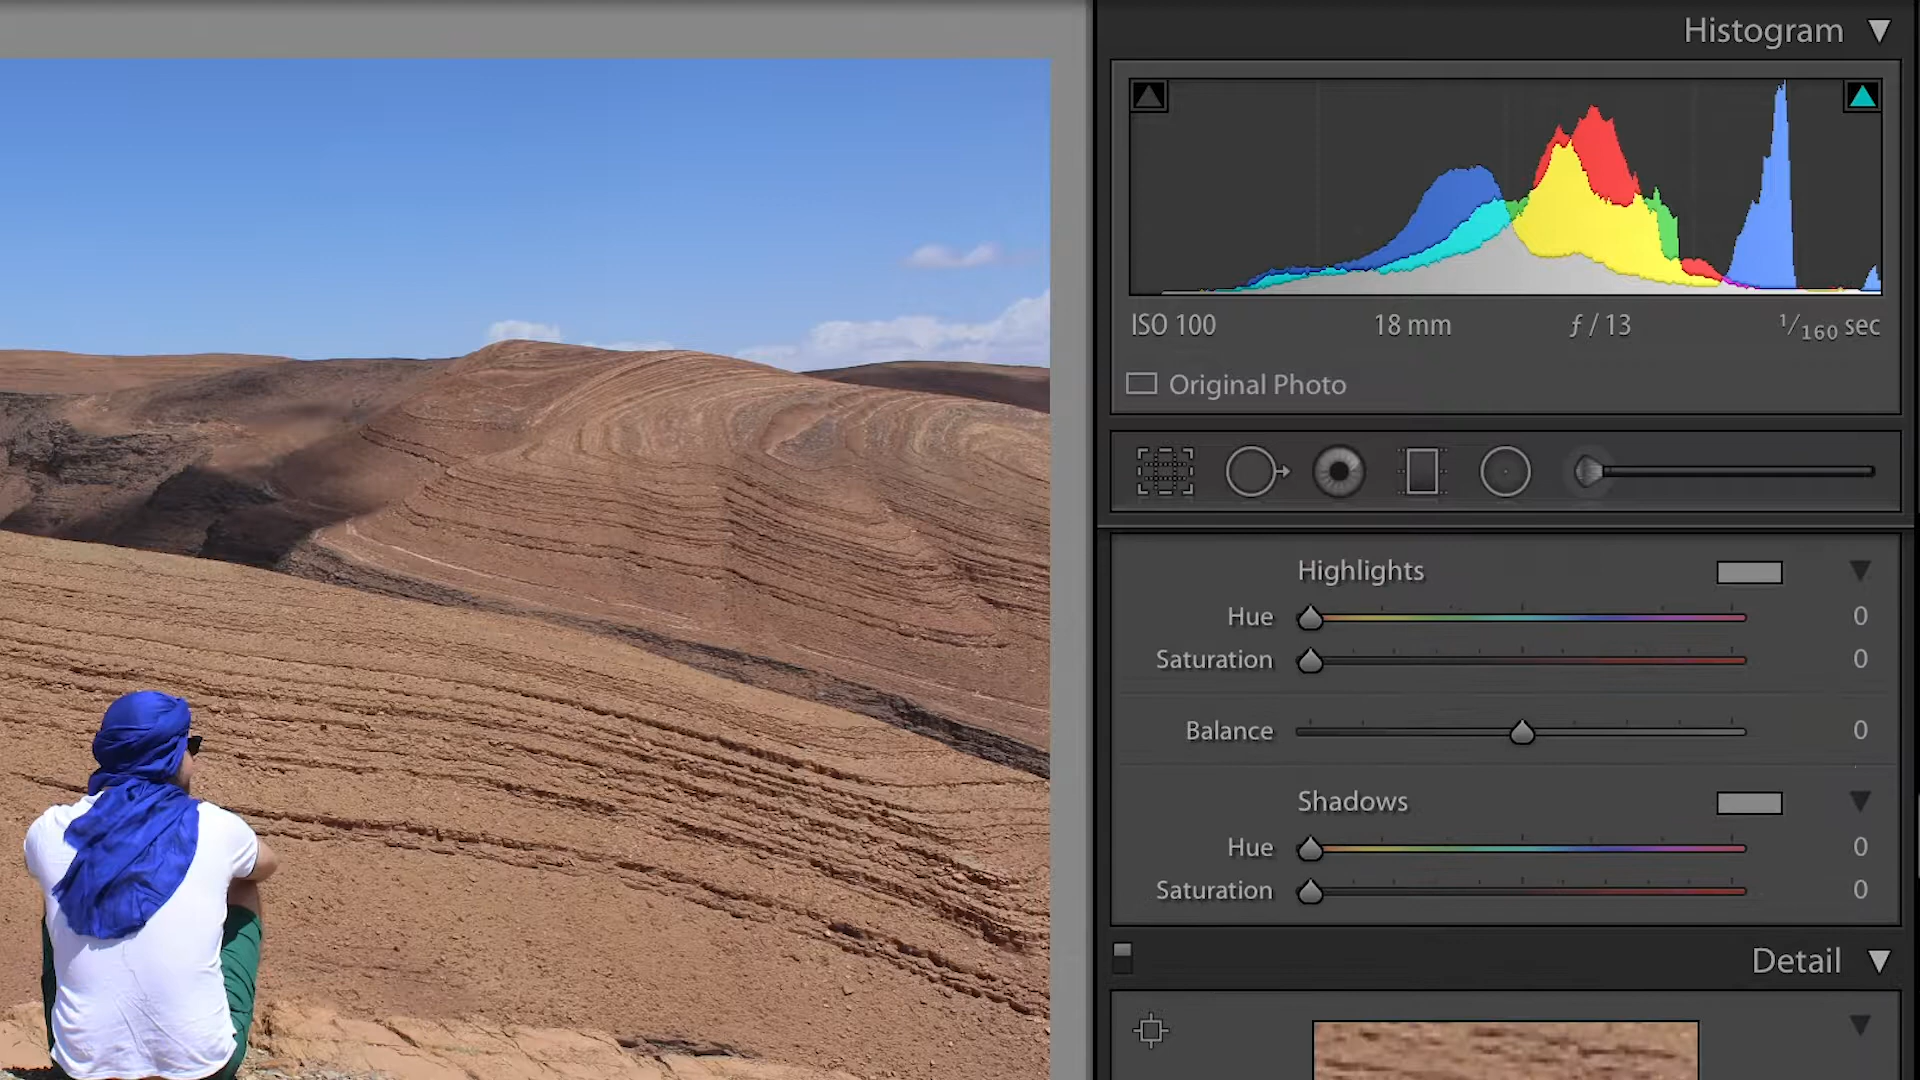 Histogram
ISO 100 18 mm ƒ / 13 1/160 sec
Original Photo
Highlights
Hue 0
Saturation 0
Balance 0
Shadows
Hue 0
Saturation 0
Detail